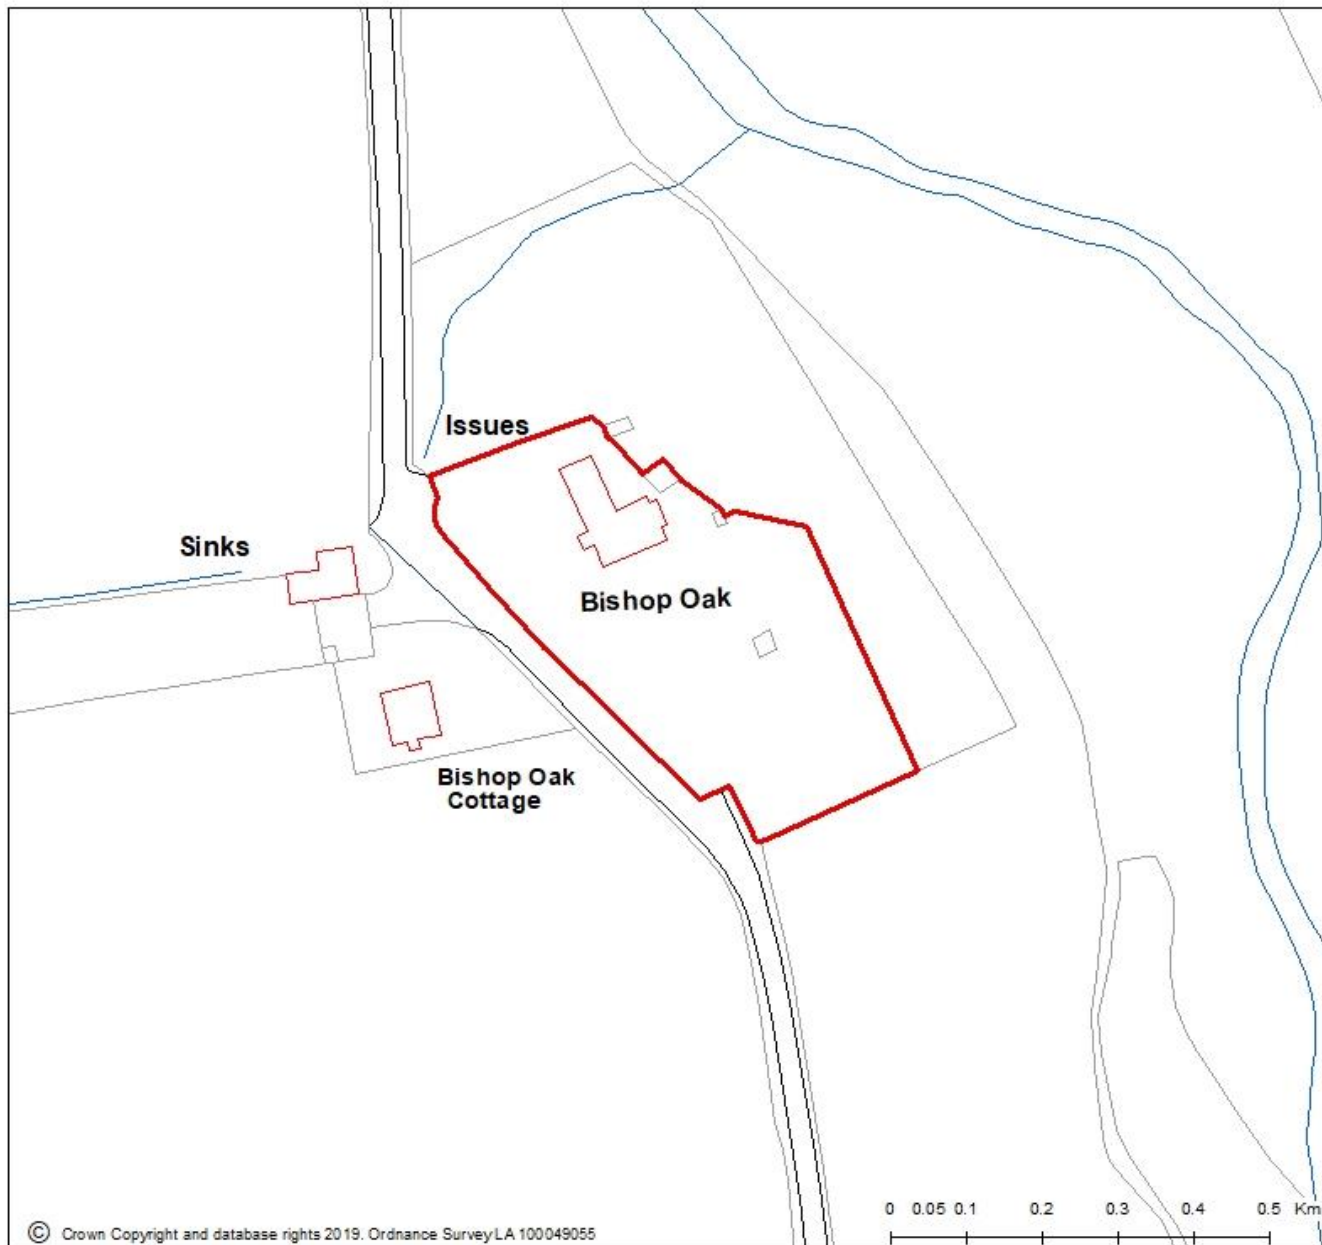 Issues
Sinks
Bishop Oak
Bishop Oak
Cottage
0 0.05 0.1 0.2 0.3 0.4 0.5 Km
© Crown Copyright and database rights 2019. Ordnance Survey LA 100049055